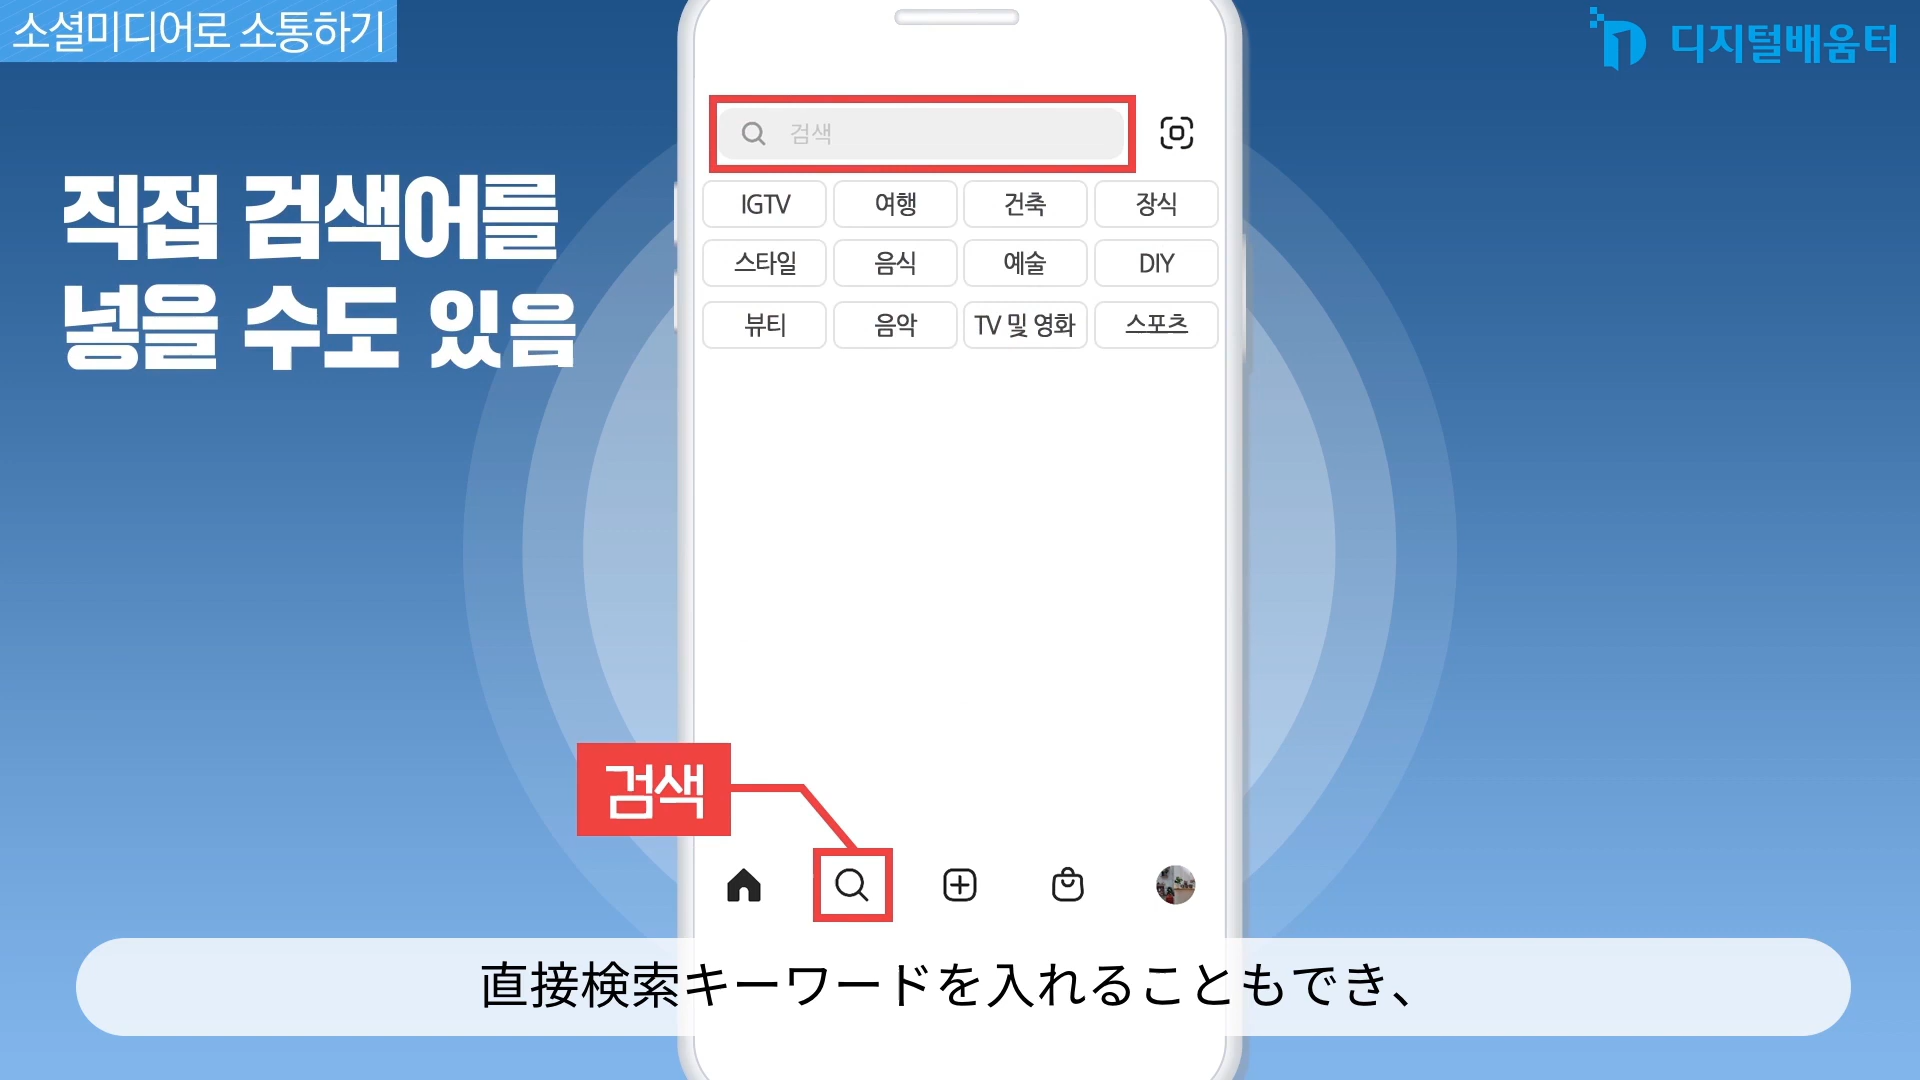 소셜미디어로 소통하기
디지털배움터
직접 검색어를
넣을 수도 있음
검색
IGTV 여행 건축 장식
스타일 음식 예술 DIY
뷰티 음악 TV 및 영화 스포츠
검색
直接検索キーワードを入れることもでき、